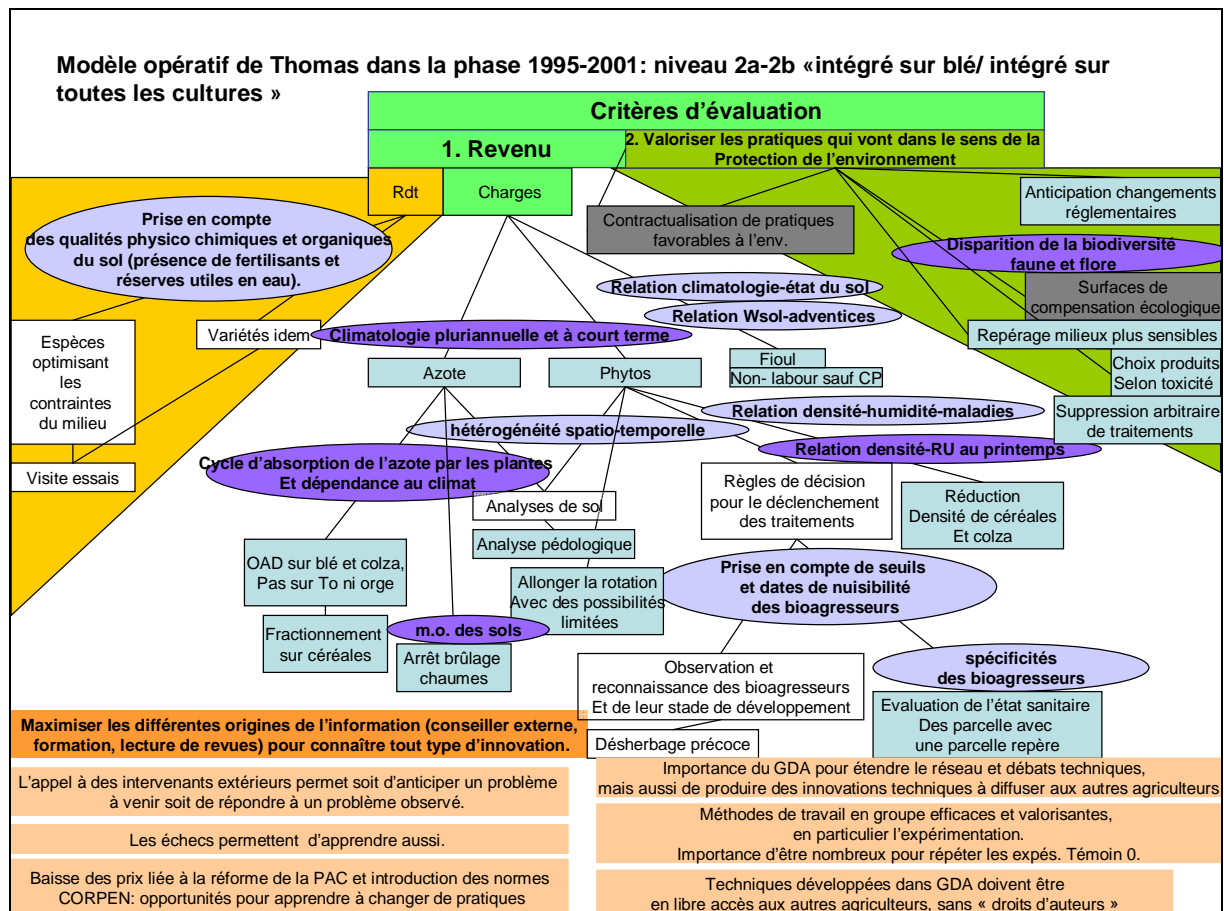 Modèle opératif de Thomas dans la phase 1995-2001: niveau 2a-2b «intégré sur blé/ intégré sur
toutes les cultures »
Critères d'évaluation
1. Revenu
2. Valoriser les pratiques qui vont dans le sens de la
Protection de l'environnement
Rdt
Charges
Anticipation changements
réglementaires
Prise en compte
des qualités physico chimiques et organiques
du sol (présence de fertilisants et
réserves utiles en eau).
Contractualisation de pratiques
favorables à l'env.
Disparition de la biodiversité
faune et flore
Relation climatologie-état du sol
Surfaces de
compensation écologique
Relation Wsol-adventices
Espèces
optimisant
les
contraintes
du milieu
Variétés idem
Climatologie pluriannuelle et à court terme
Repérage milieux plus sensibles
Fioul
Non- labour sauf CP
Choix produits
Selon toxicité
Azote
Phytos
Relation densité-humidité-maladies
Suppression arbitraire
de traitements
hétérogénéité spatio-temporelle
Relation densité-RU au printemps
Visite essais
Cycle d'absorption de l'azote par les plantes
Et dépendance au climat
Règles de décision
pour le déclenchement
des traitements
Réduction
Densité de céréales
Et colza
Analyses de sol
Analyse pédologique
OAD sur blé et colza,
Pas sur To ni orge
Allonger la rotation
Avec des possibilités
limitées
Prise en compte de seuils
et dates de nuisibilité
des bioagresseurs
Fractionnement
sur céréales
m.o. des sols
Arrêt brûlage
chaumes
Observation et
reconnaissance des bioagresseurs
Et de leur stade de développement
spécificités
des bioagresseurs
Evaluation de l'état sanitaire
Des parcelle avec
une parcelle repère
Désherbage précoce
Maximiser les différentes origines de l'information (conseiller externe,
formation, lecture de revues) pour connaître tout type d'innovation.
L'appel à des intervenants extérieurs permet soit d'anticiper un problème
à venir soit de répondre à un problème observé.
Les échecs permettent d'apprendre aussi.
Baisse des prix liée à la réforme de la PAC et introduction des normes
CORPEN: opportunités pour apprendre à changer de pratiques
Importance du GDA pour étendre le réseau et débats techniques,
mais aussi de produire des innovations techniques à diffuser aux autres agriculteurs
Méthodes de travail en groupe efficaces et valorisantes,
en particulier l'expérimentation.
Importance d'être nombreux pour répéter les expés. Témoin 0.
Techniques développées dans GDA doivent être
en libre accès aux autres agriculteurs, sans « droits d'auteurs »